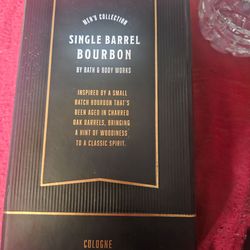 MEN'S COLLECTION
SINGLE BARREL
BOURBON
BY BATH & BODY WORKS
INSPIRED BY A SMALL
BATCH BOURBON THAT'S
BEEN AGED IN CHARRED
OAK BARRELS, BRINGING
A HINT OF WOODINESS
TO A CLASSIC SPIRIT.
COLOGNE